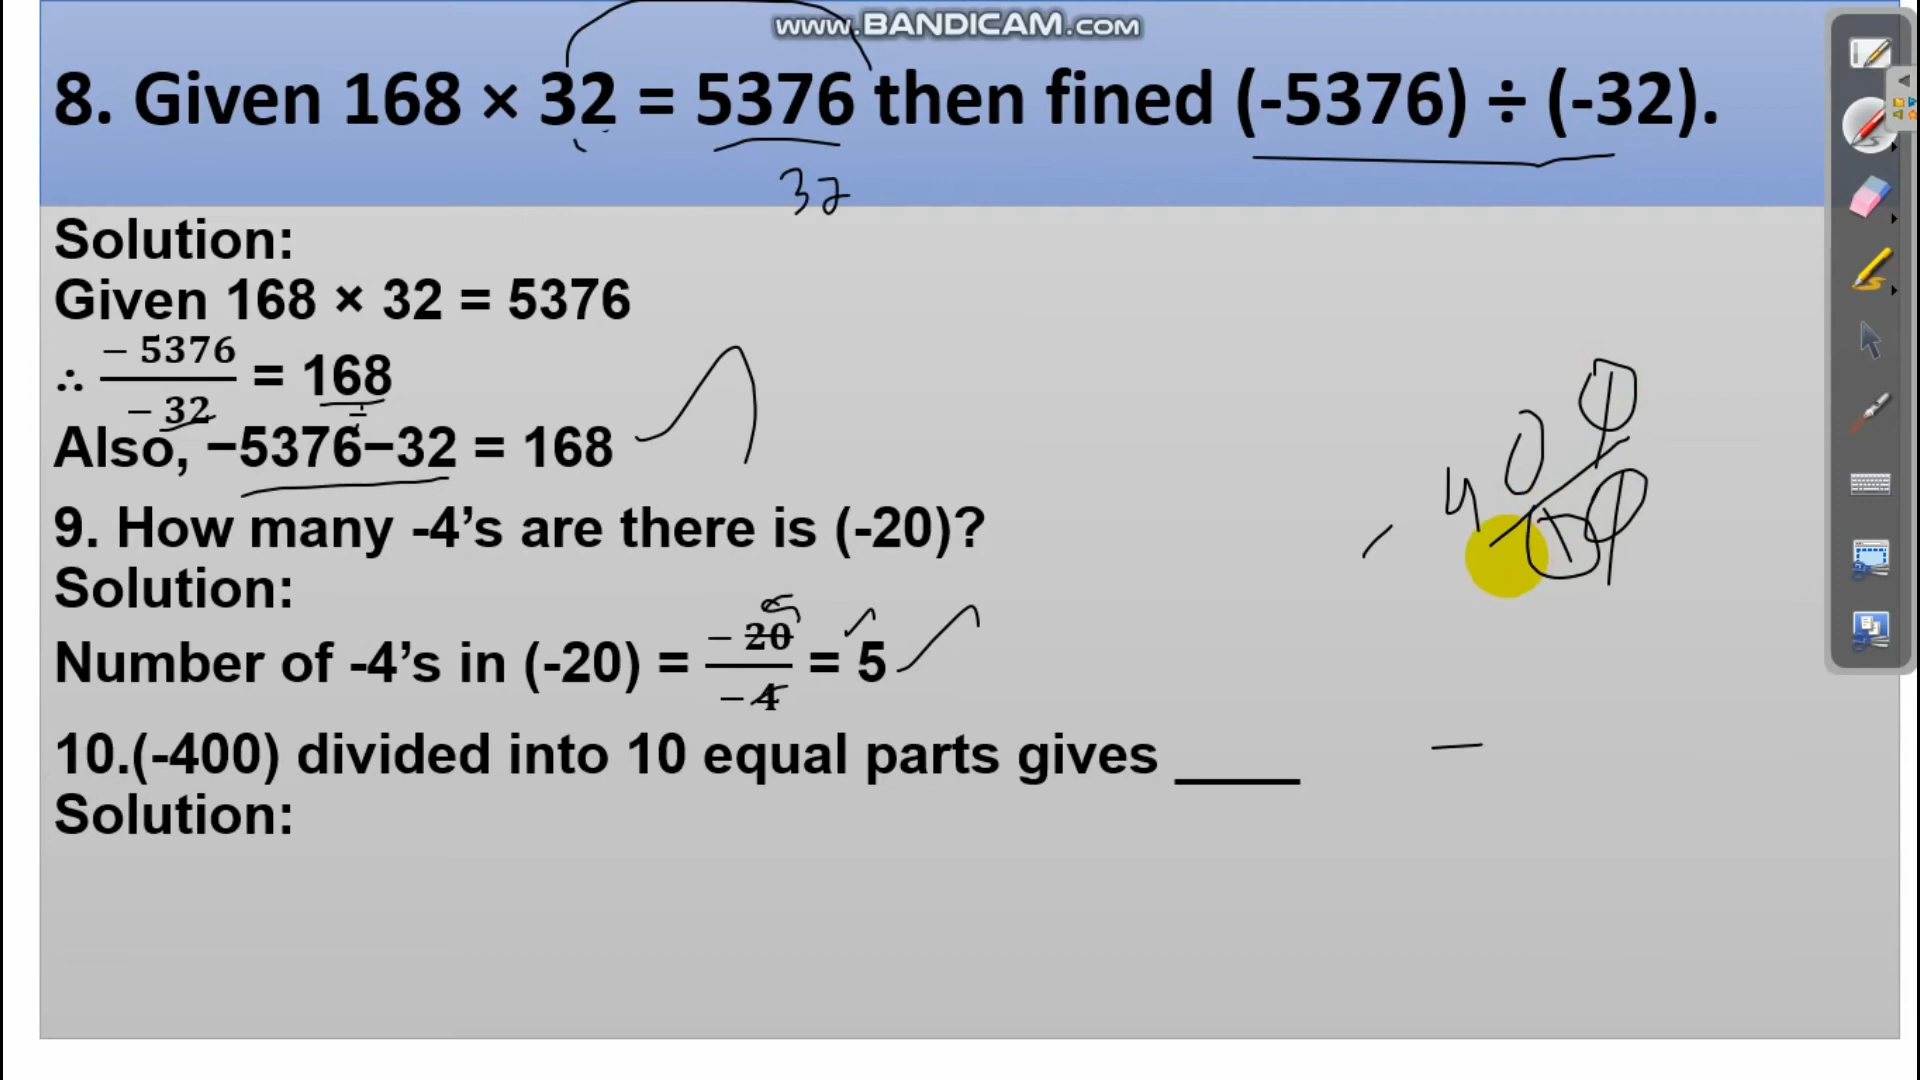 www.BANDICAM.COM
8. Given 168 × 32 = 5376 then fined (-5376) ÷ (-32).
32
Solution:
Given 168 × 32 = 5376
∴ − 5376 / − 32 = 168
÷
Also, −5376−32 = 168
9. How many -4’s are there is (-20)?
Solution:
Number of -4’s in (-20) = − 20 / − 4 = 5
10.(-400) divided into 10 equal parts gives ____
Solution:
- 400 / 10